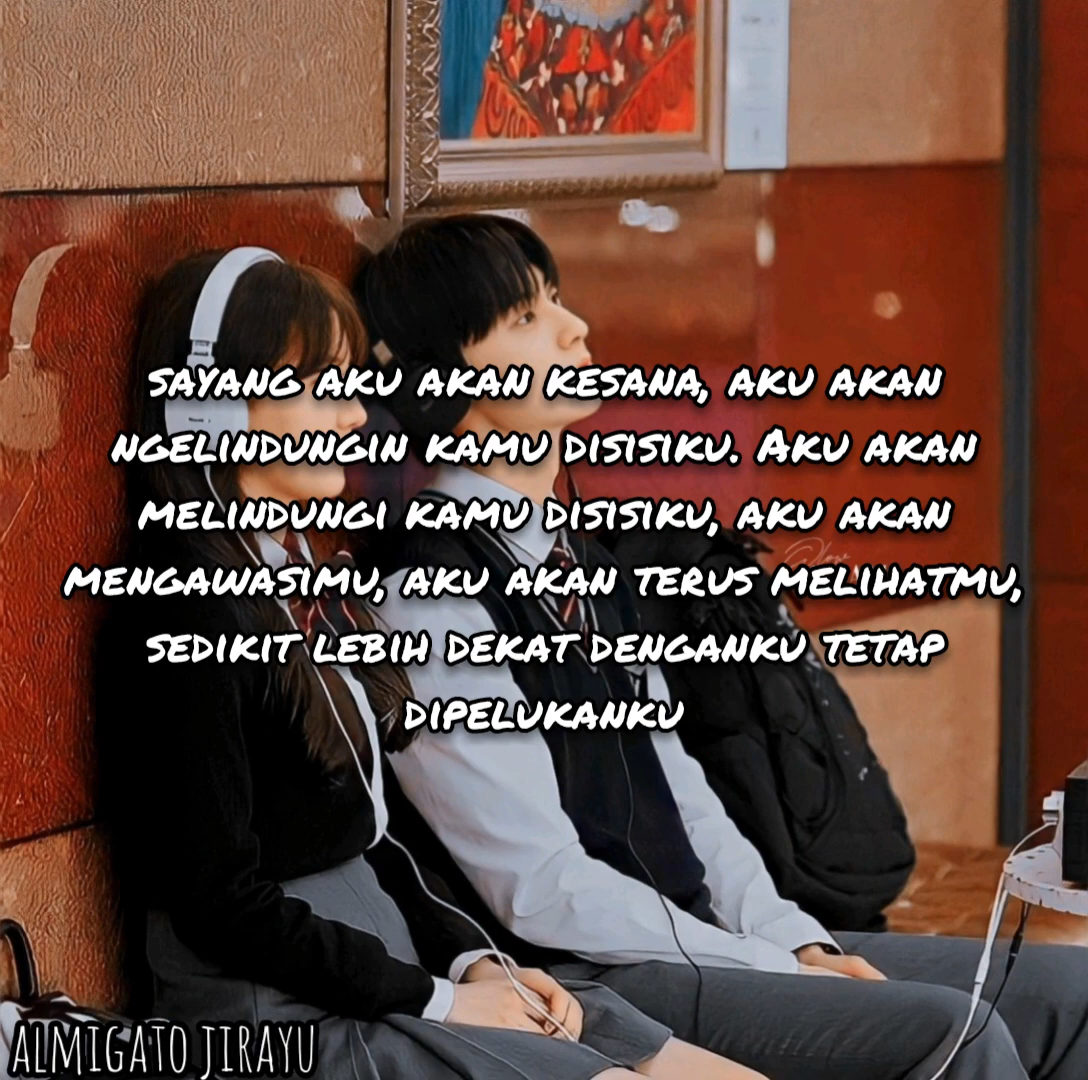 sayang aku akan kesana, aku akan
ngelindungin kamu disisiku. Aku akan
melindungi kamu disisiku, aku akan
mengawasimu, aku akan terus melihatmu,
sedikit lebih dekat denganku tetap
dipelukanku
ALMIGATO JIRAYU